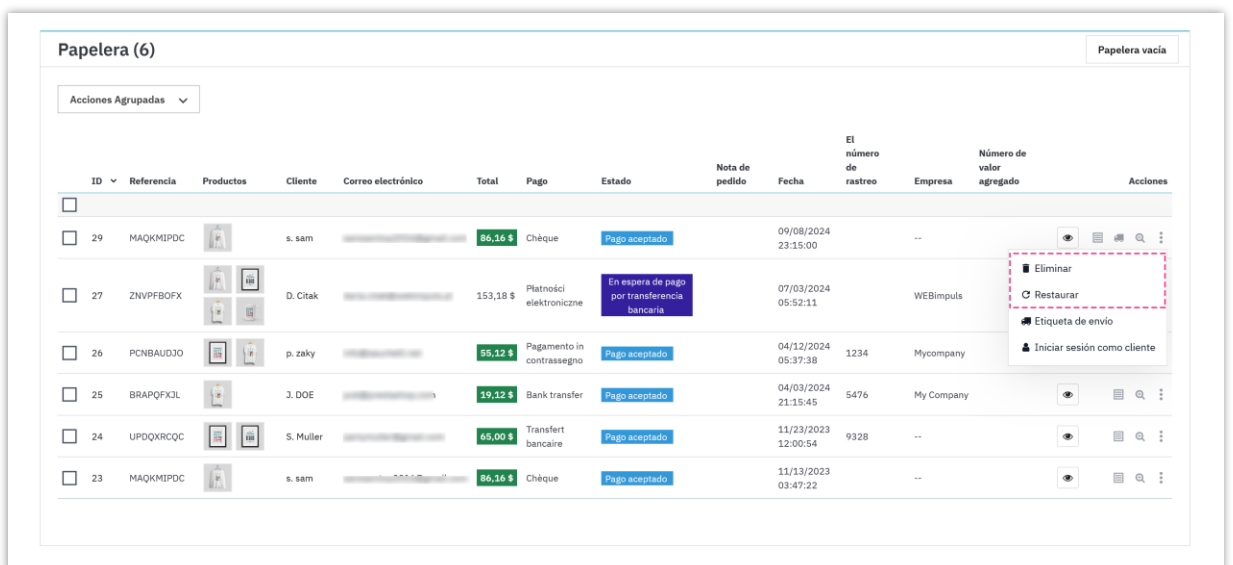 Papelera (6)
Papelera vacía
Acciones Agrupadas
ID Referencia Productos Cliente Correo electrónico Total Pago Estado Nota de pedido Fecha El número de rastreo Empresa Número de valor agregado Acciones
29 MAQKMIPDC s. sam 86,16 $ Chèque Pago aceptado 09/08/2024 23:15:00 --
Eliminar
Restaurar
Etiqueta de envío
Iniciar sesión como cliente
27 ZNVPFBOFX D. Citak 153,18 $ Płatności elektroniczne En espera de pago por transferencia bancaria 07/03/2024 05:52:11 WEBimpuls
26 PCNBAUDJO p. zaky 55,12 $ Pagamento in contrassegno Pago aceptado 04/12/2024 05:37:38 1234 Mycompany
25 BRAPQFXJL J. DOE 19,12 $ Bank transfer Pago aceptado 04/03/2024 21:15:45 5476 My Company
24 UPDQXRCQC S. Muller 65,00 $ Transfert bancaire Pago aceptado 11/23/2023 12:00:54 9328 --
23 MAQKMIPDC s. sam 86,16 $ Chèque Pago aceptado 11/13/2023 03:47:22 --